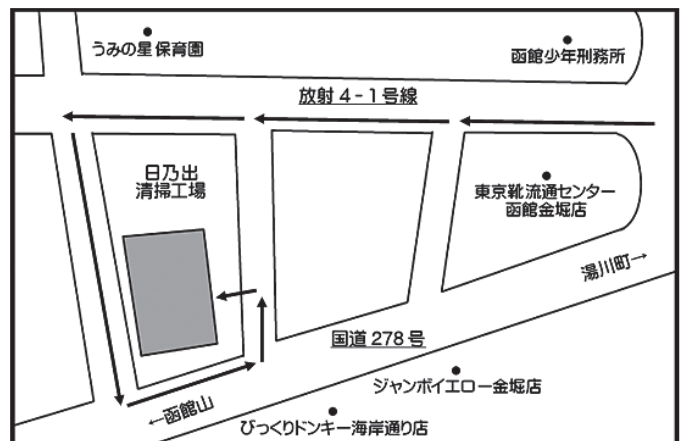 うみの星保育園
函館少年刑務所
放射4-1号線
日乃出
清掃工場
東京靴流通センター
函館金堀店
湯川町→
国道278号
ジャンボイエロー金堀店
←函館山
びっくりドンキー海岸通り店